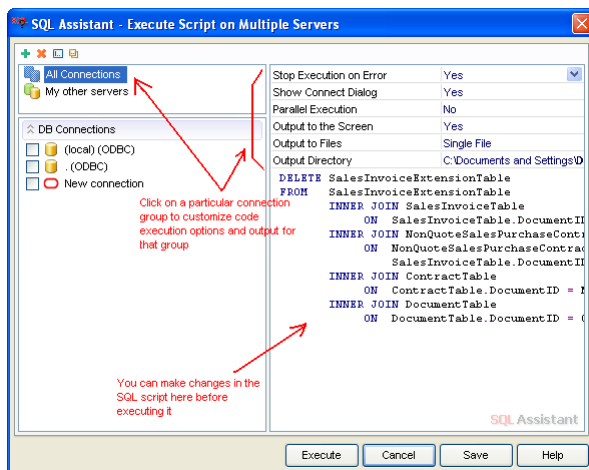 SQL Assistant - Execute Script on Multiple Servers
All Connections
My other servers
DB Connections
(local) (ODBC)
. (ODBC)
New connection
Click on a particular connection
group to customize code
execution options and output for
that group
You can make changes in the
SQL script here before
executing it
Stop Execution on Error Yes
Show Connect Dialog Yes
Parallel Execution No
Output to the Screen Yes
Output to Files Single File
Output Directory C:\Documents and Settings\D
DELETE SalesInvoiceExtensionTable
FROM SalesInvoiceExtensionTable
INNER JOIN SalesInvoiceTable
ON SalesInvoiceTable.DocumentID
INNER JOIN NonQuoteSalesPurchaseContr
ON NonQuoteSalesPurchaseContrac
SalesInvoiceTable.DocumentID
INNER JOIN ContractTable
ON ContractTable.DocumentID =
INNER JOIN DocumentTable
ON DocumentTable.DocumentID =
SQL Assistant
Execute Cancel Save Help